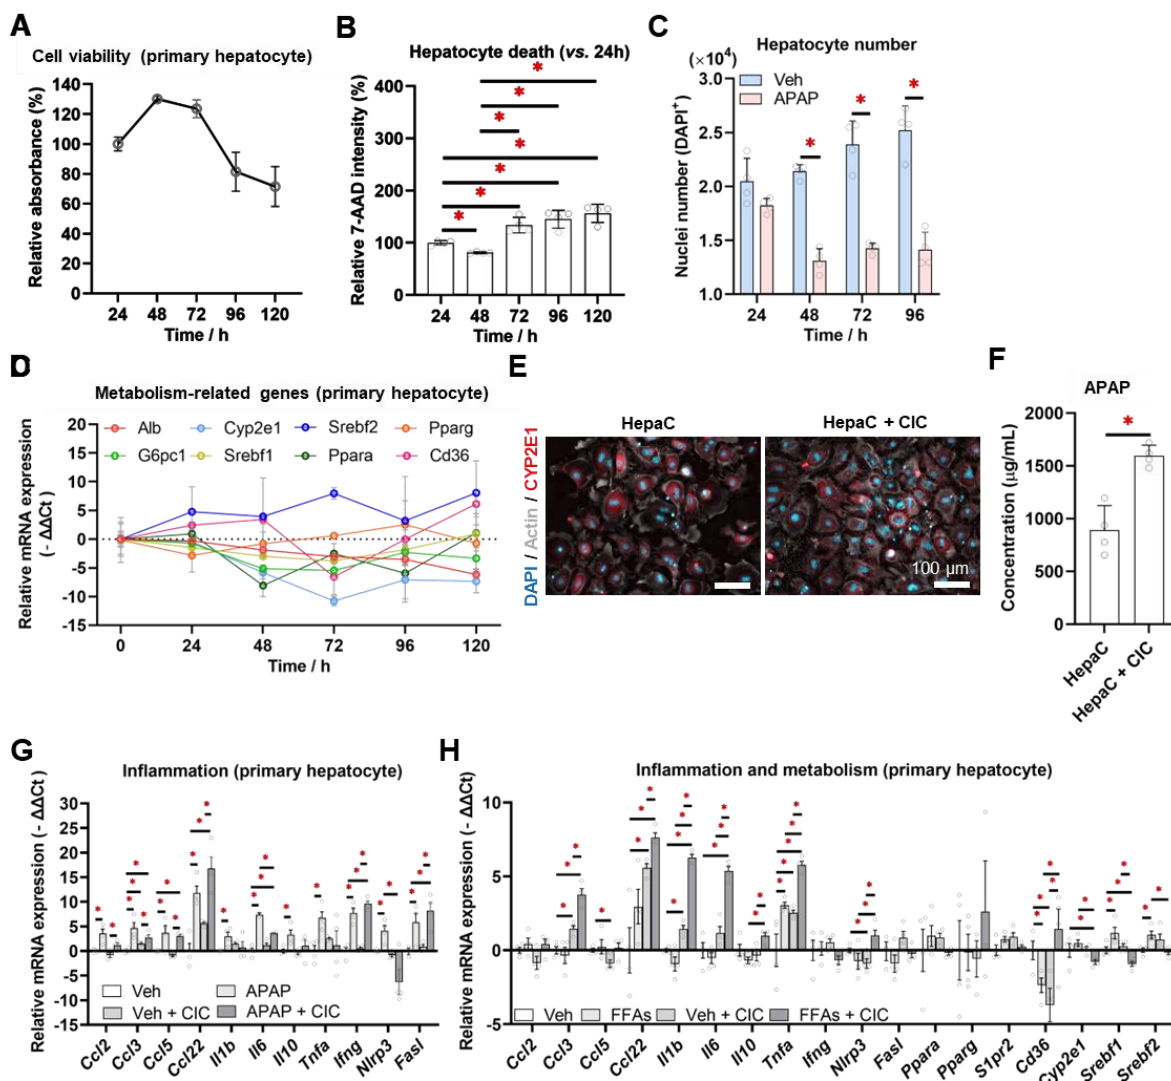 A
Cell viability (primary hepatocyte)
Relative absorbance (%)
140
120
100
80
60
40
20
0
24 48 72 96 120
Time / h
B
Hepatocyte death (vs. 24h)
Relative 7-AAD intensity (%)
400
300
200
100
0
* * * * * * * *
24 48 72 96 120
Time / h
C
Hepatocyte number
(×10⁴)
Nuclei number (DAPI⁺)
3.0
2.5
2.0
1.5
1.0
Veh
APAP
* * *
24 48 72 96
Time / h
D
Metabolism-related genes (primary hepatocyte)
Relative mRNA expression
(- ΔΔCt)
20
15
10
5
0
-5
-10
-15
Alb Cyp2e1 Srebf2 Pparg
G6pc1 Srebf1 Ppara Cd36
0 24 48 72 96 120
Time / h
E
HepaC HepaC + CIC
DAPI / Actin / CYP2E1
100 μm
F
APAP
Concentration (μg/mL)
2000
1500
1000
500
0
*
HepaC
HepaC + CIC
G
Inflammation (primary hepatocyte)
Relative mRNA expression (- ΔΔCt)
30
25
20
15
10
5
0
-5
-10
-15
Veh APAP
Veh + CIC APAP + CIC
Ccl2 Ccl3 Ccl5 Ccl22 Il1b Il6 Il10 Tnfa Ifng Nlrp3 Fasl
H
Inflammation and metabolism (primary hepatocyte)
Relative mRNA expression (- ΔΔCt)
10
5
0
-5
Veh FFAs Veh + CIC FFAs + CIC
Ccl2 Ccl3 Ccl5 Ccl22 Il1b Il6 Il10 Tnfa Ifng Nlrp3 Fasl Ppara Pparg S1pr2 Cd36 Cyp2e1 Srebf1 Srebf2